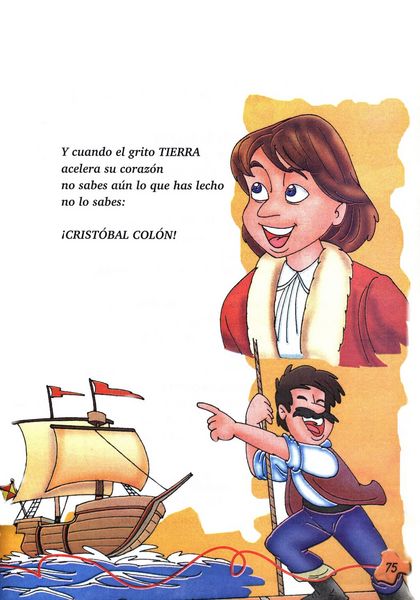 Y cuando el grito TIERRA
acelera su corazón
no sabes aún lo que has lecho
no lo sabes:
¡CRISTÓBAL COLÓN!
75